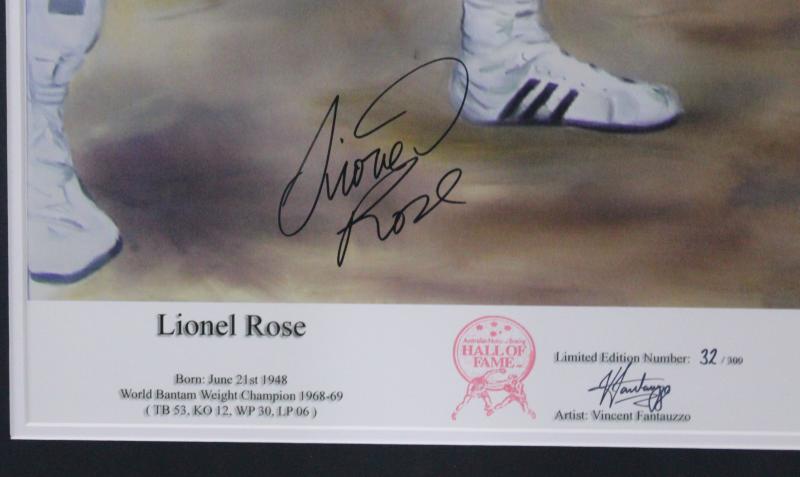 Lionel
Rose
Lionel Rose
Born: June 21st 1948
World Bantam Weight Champion 1968-69
( TB 53, KO 12, WP 30, LP 06 )
HALL OF
FAME
Limited Edition Number: 32 / 300
Artist: Vincent Fantauzzo